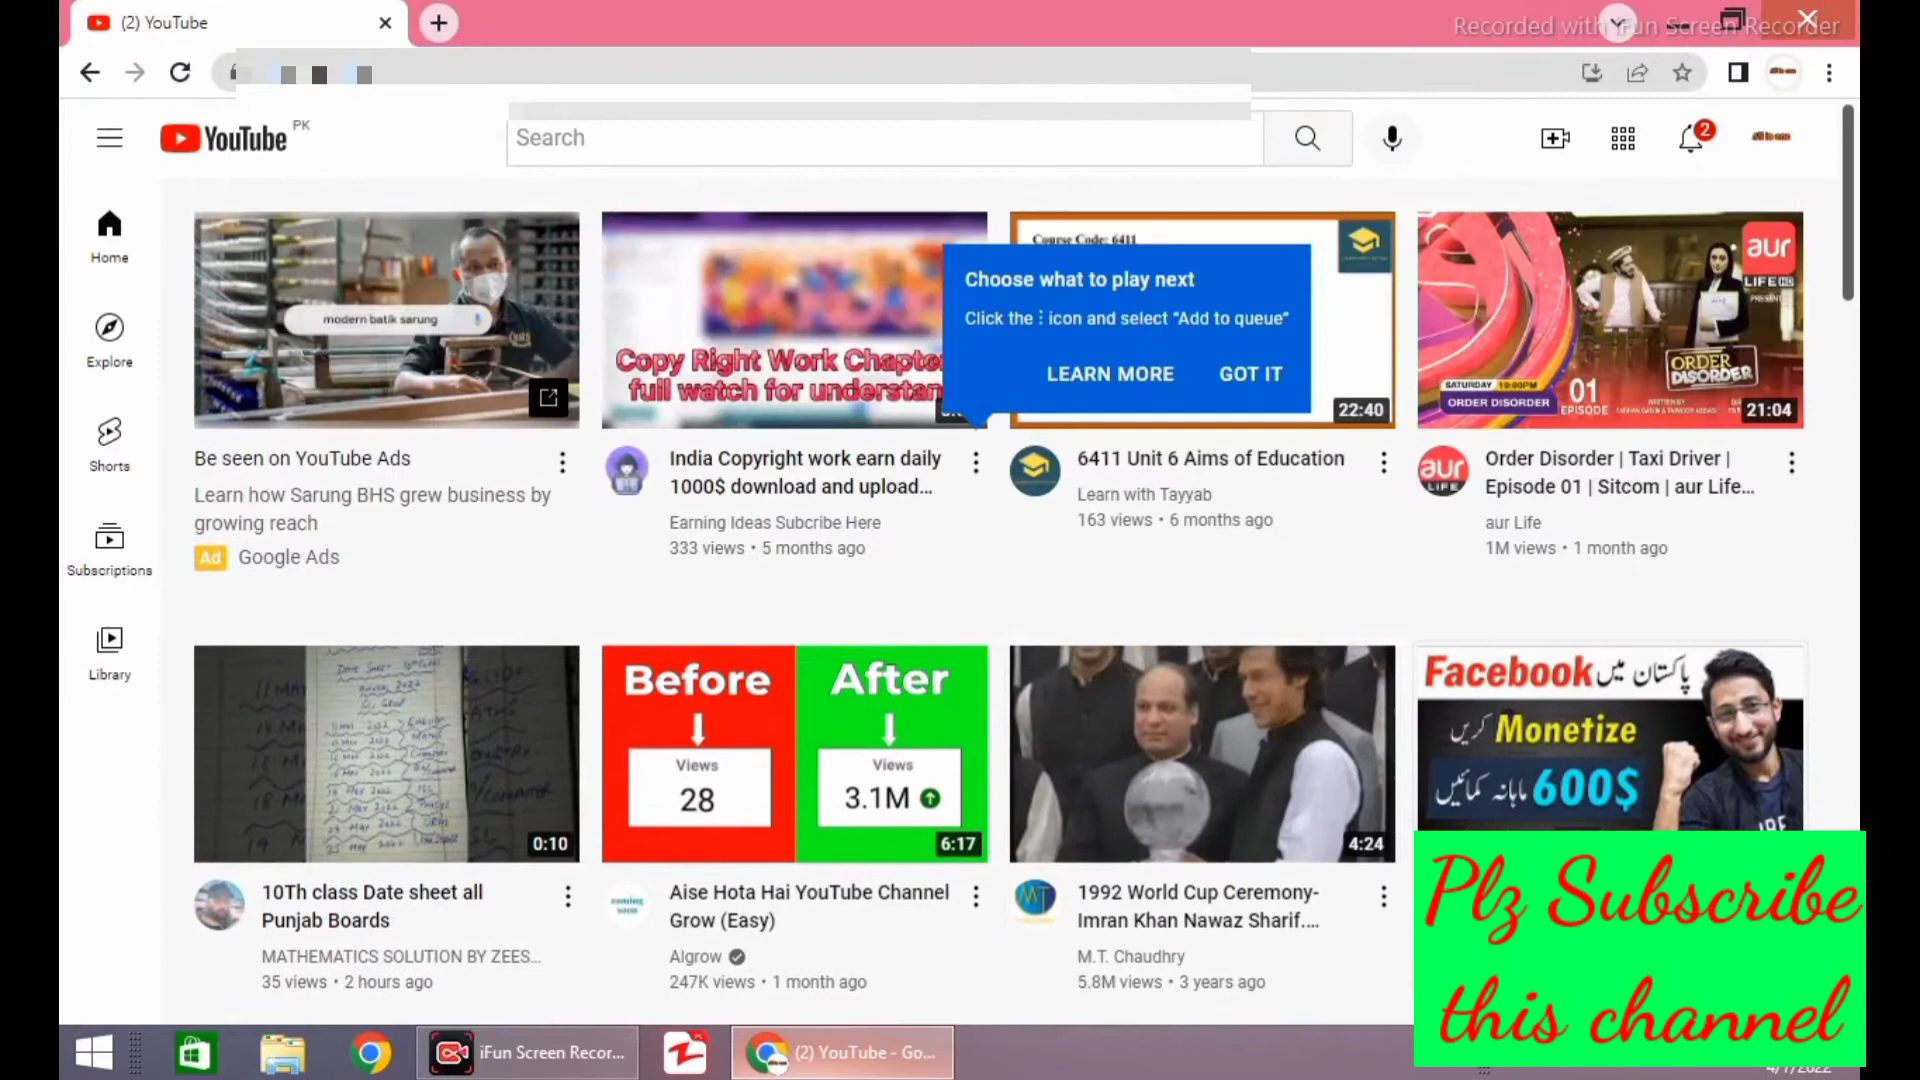 (2) YouTube
Recorded with iFun Screen Recorder
YouTube PK
Search
2
Home
Explore
Shorts
Subscriptions
Library
modern batik sarung
Be seen on YouTube Ads
Learn how Sarung BHS grew business by
growing reach
Ad Google Ads
Copy Right Work Chapte
full watch for understan
India Copyright work earn daily
1000$ download and upload...
Earning Ideas Subcribe Here
333 views • 5 months ago
Course Code: 6411
Choose what to play next
Click the ⋮ icon and select “Add to queue”
LEARN MORE
GOT IT
22:40
6411 Unit 6 Aims of Education
Learn with Tayyab
163 views • 6 months ago
aur
LIFE HD
PRESENT
ORDER
DISORDER
SATURDAY 10:00PM
ORDER DISORDER
01
EPISODE
21:04
Order Disorder | Taxi Driver |
Episode 01 | Sitcom | aur Life...
aur Life
1M views • 1 month ago
0:10
10Th class Date sheet all
Punjab Boards
MATHEMATICS SOLUTION BY ZEES...
35 views • 2 hours ago
Before
After
Views
28
Views
3.1M
6:17
Aise Hota Hai YouTube Channel
Grow (Easy)
Algrow
247K views • 1 month ago
4:24
1992 World Cup Ceremony-
Imran Khan Nawaz Sharif....
M.T. Chaudhry
5.8M views • 3 years ago
پاکستان میں Facebook
Monetize کریں
600$ ماہانہ کمائیں
Plz Subscribe
this channel
iFun Screen Recor...
(2) YouTube - Go...